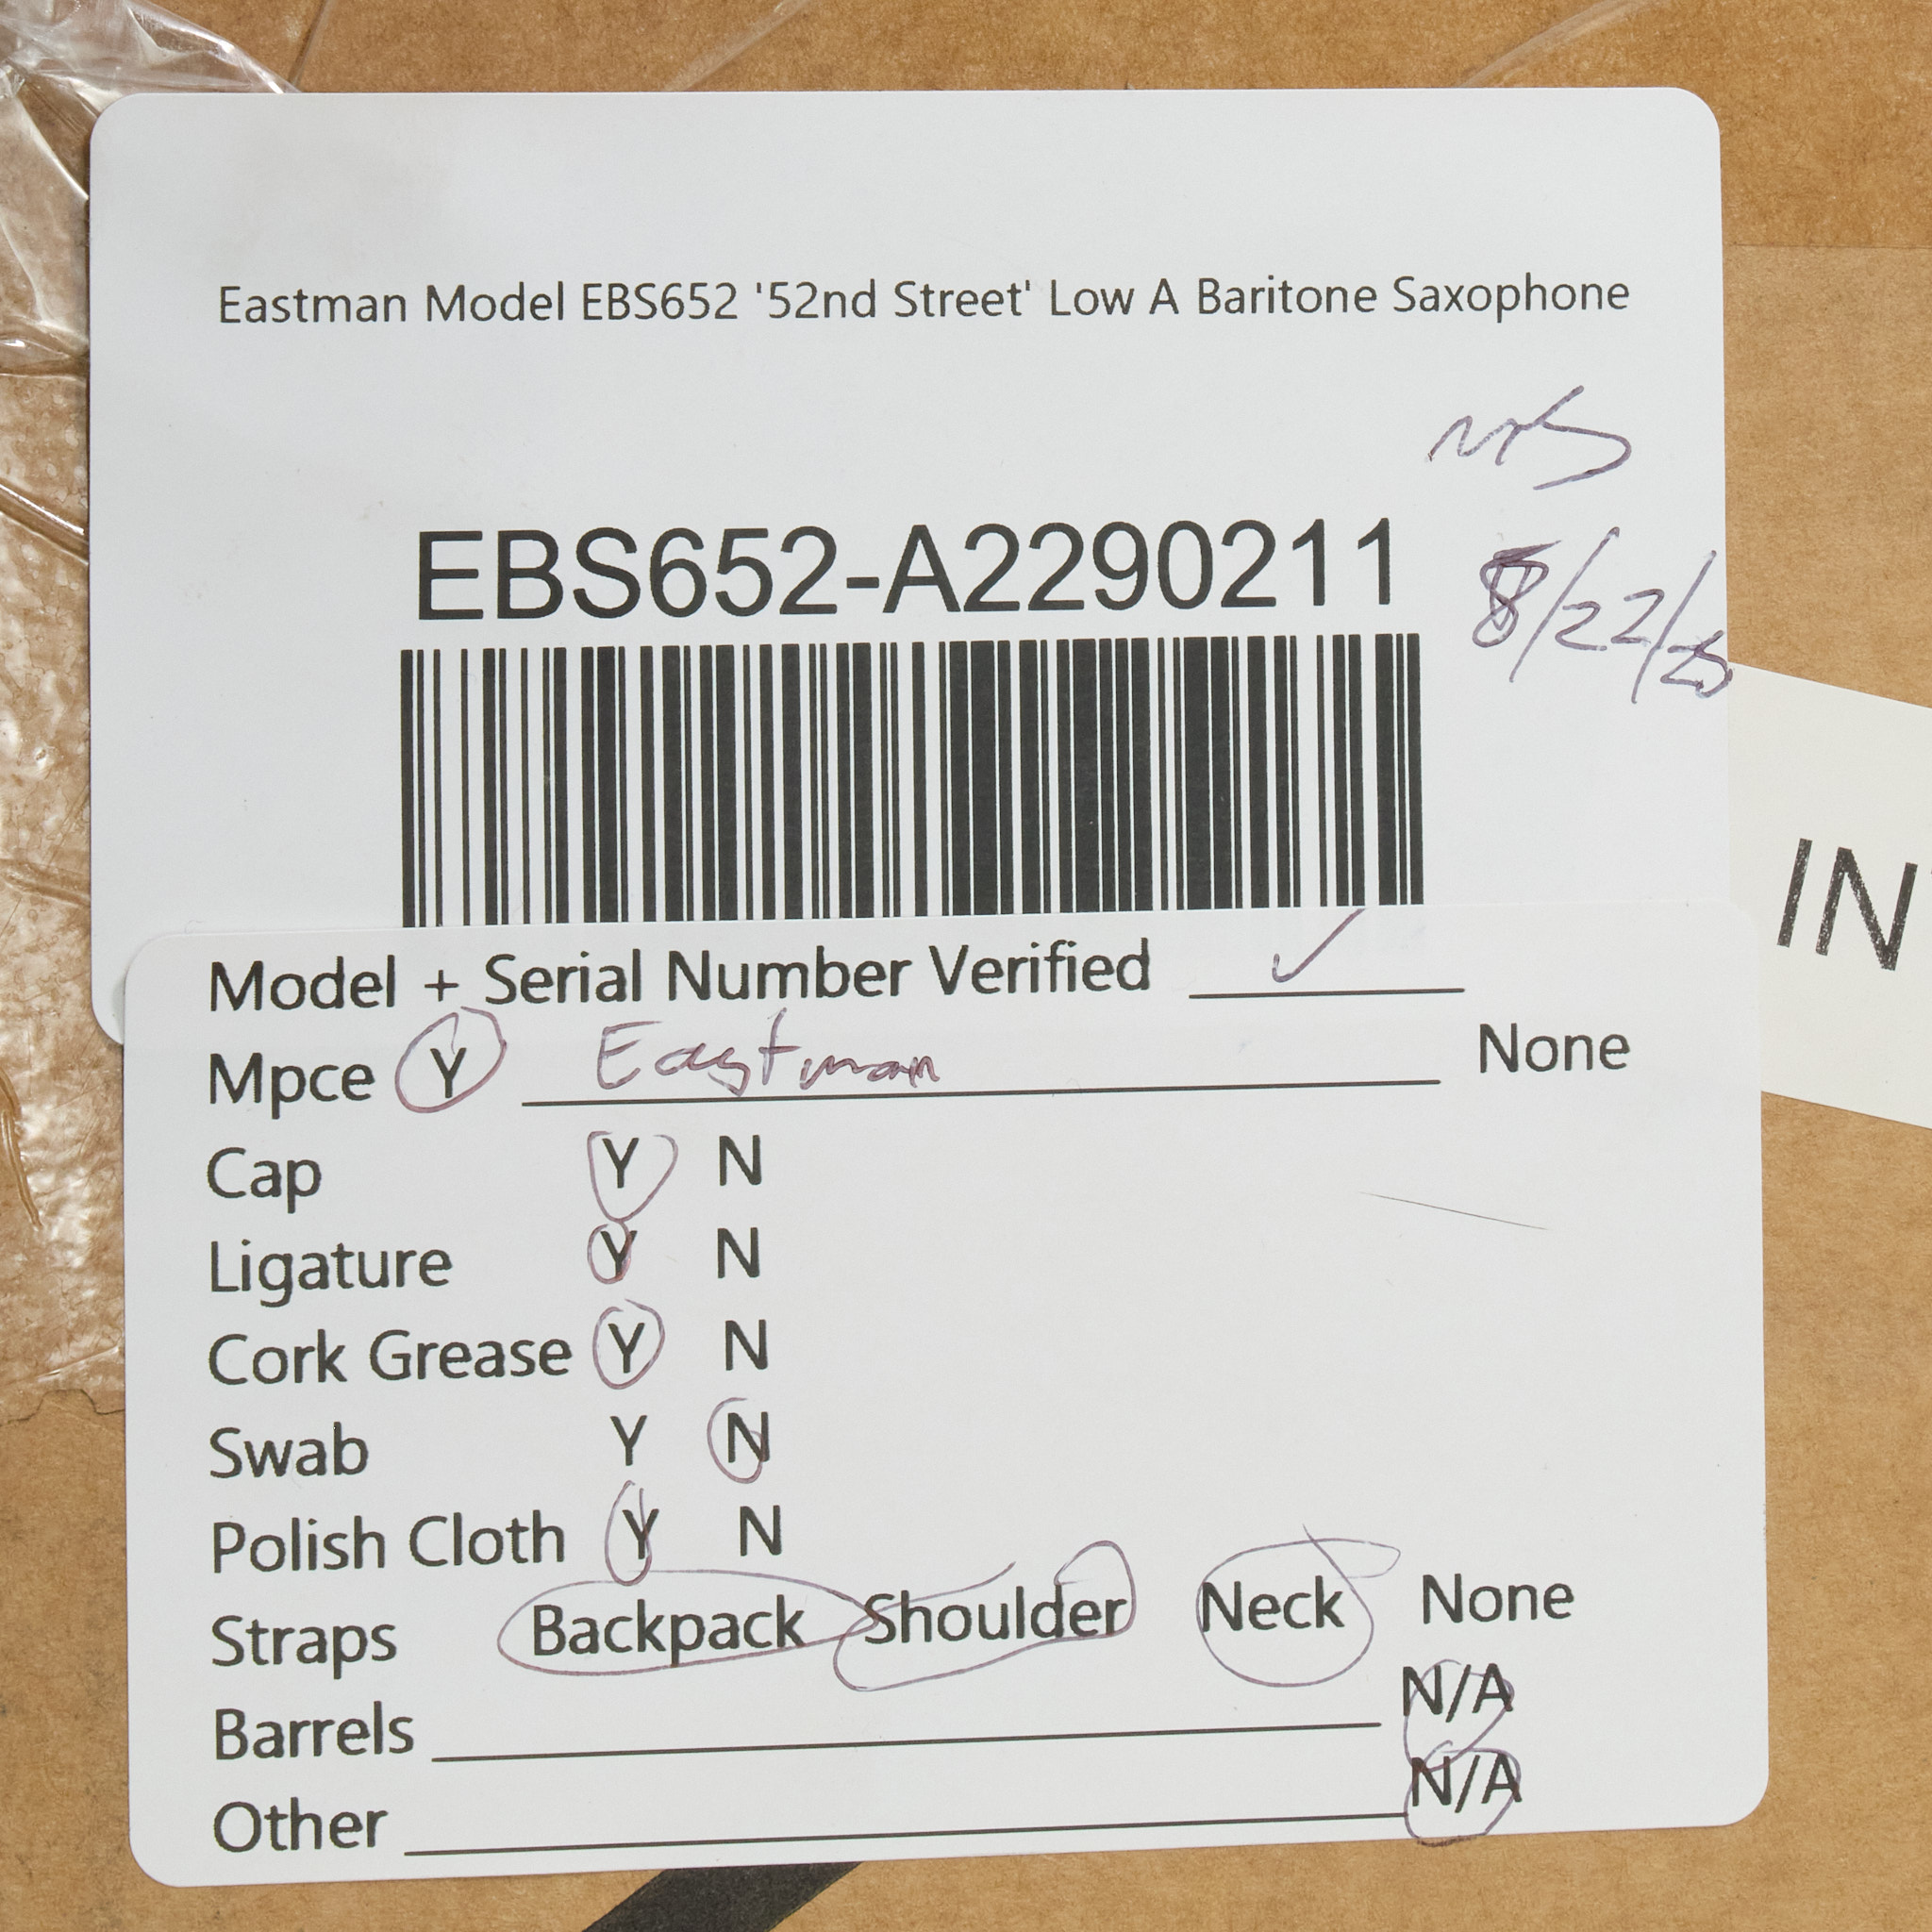 Eastman Model EBS652 '52nd Street' Low A Baritone Saxophone
EBS652-A2290211
8/22/25
IN
Model + Serial Number Verified ✓
Mpce Y Eastman None
Cap Y N
Ligature Y N
Cork Grease Y N
Swab Y N
Polish Cloth Y N
Straps Backpack Shoulder Neck None
Barrels N/A
Other N/A